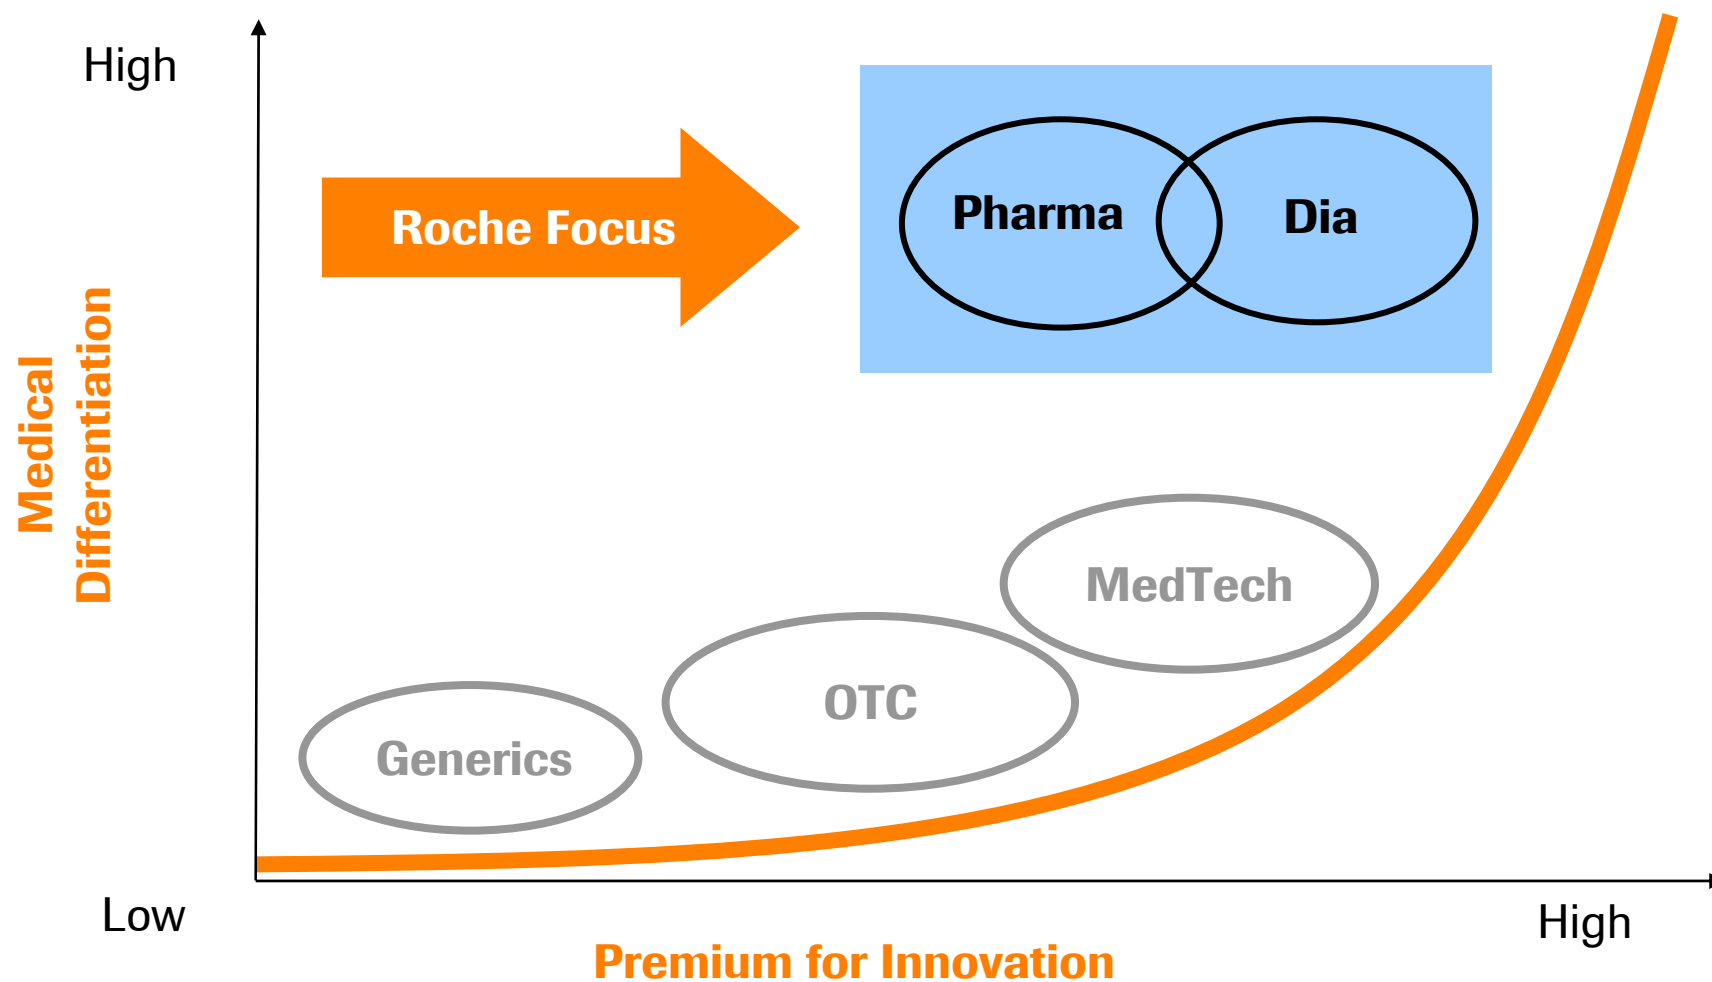 High
Roche Focus
Pharma
Dia
Medical
Differentiation
MedTech
OTC
Generics
Low
High
Premium for Innovation